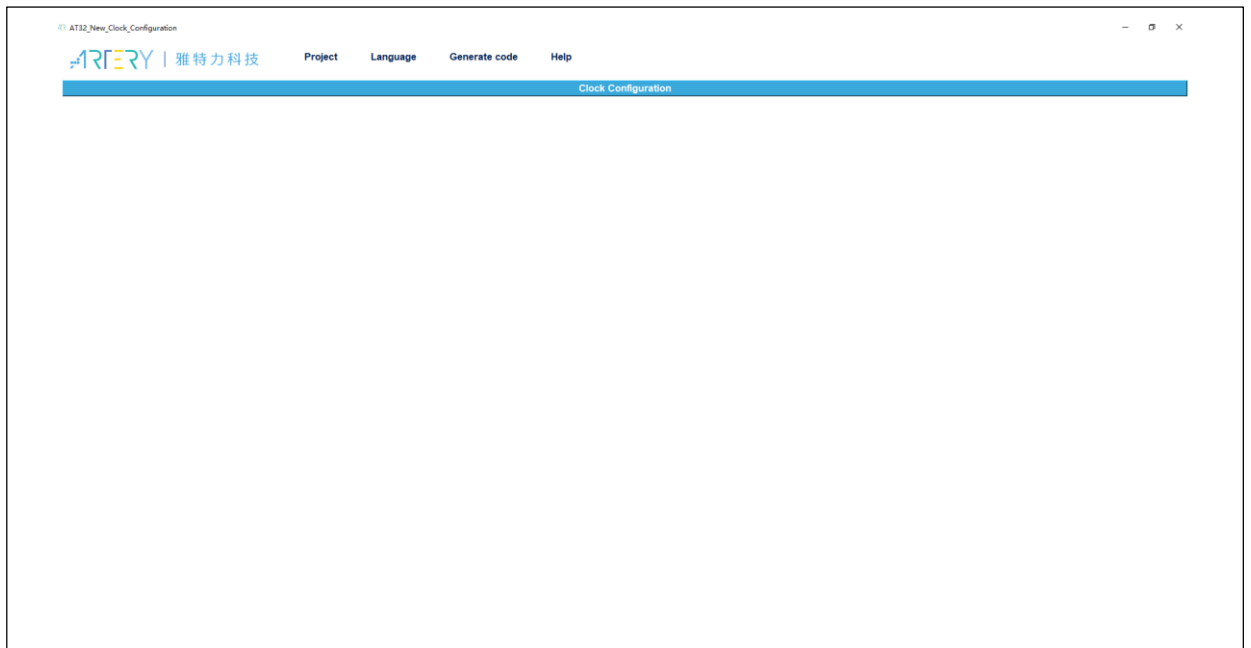 AT32_New_Clock_Configuration
ARTERY | 雅特力科技 Project Language Generate code Help
Clock Configuration